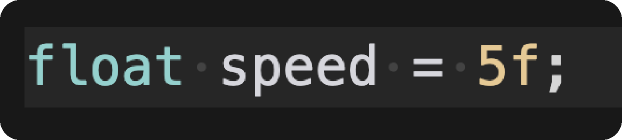 float speed = 5f;